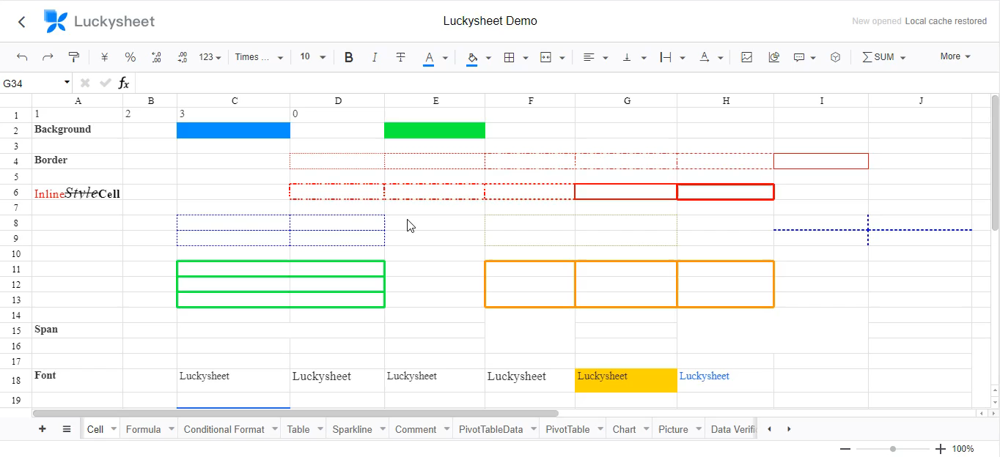 Luckysheet
Luckysheet Demo
New opened Local cache restored
¥ % .0 .00 123 Times ... 10 B I T A A ∑ SUM More
G34 fx
A B C D E F G H I J
1 1 2 3 0
2 Background
3
4 Border
5
6 InlineStyleCell
7
8
9
10
11
12
13
14
15 Span
16
17
18 Font Luckysheet Luckysheet Luckysheet Luckysheet Luckysheet Luckysheet
19
+ Cell Formula Conditional Format Table Sparkline Comment PivotTableData PivotTable Chart Picture Data Verifi
100%